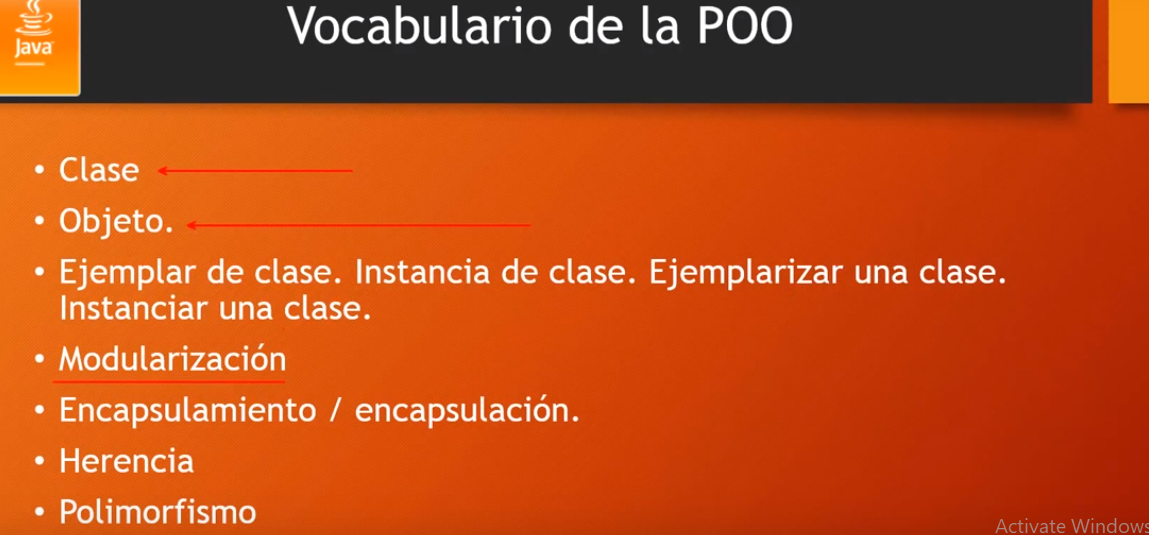 Java
Vocabulario de la POO
• Clase
• Objeto.
• Ejemplar de clase. Instancia de clase. Ejemplarizar una clase.
Instanciar una clase.
• Modularización
• Encapsulamiento / encapsulación.
• Herencia
• Polimorfismo
Activate Windows